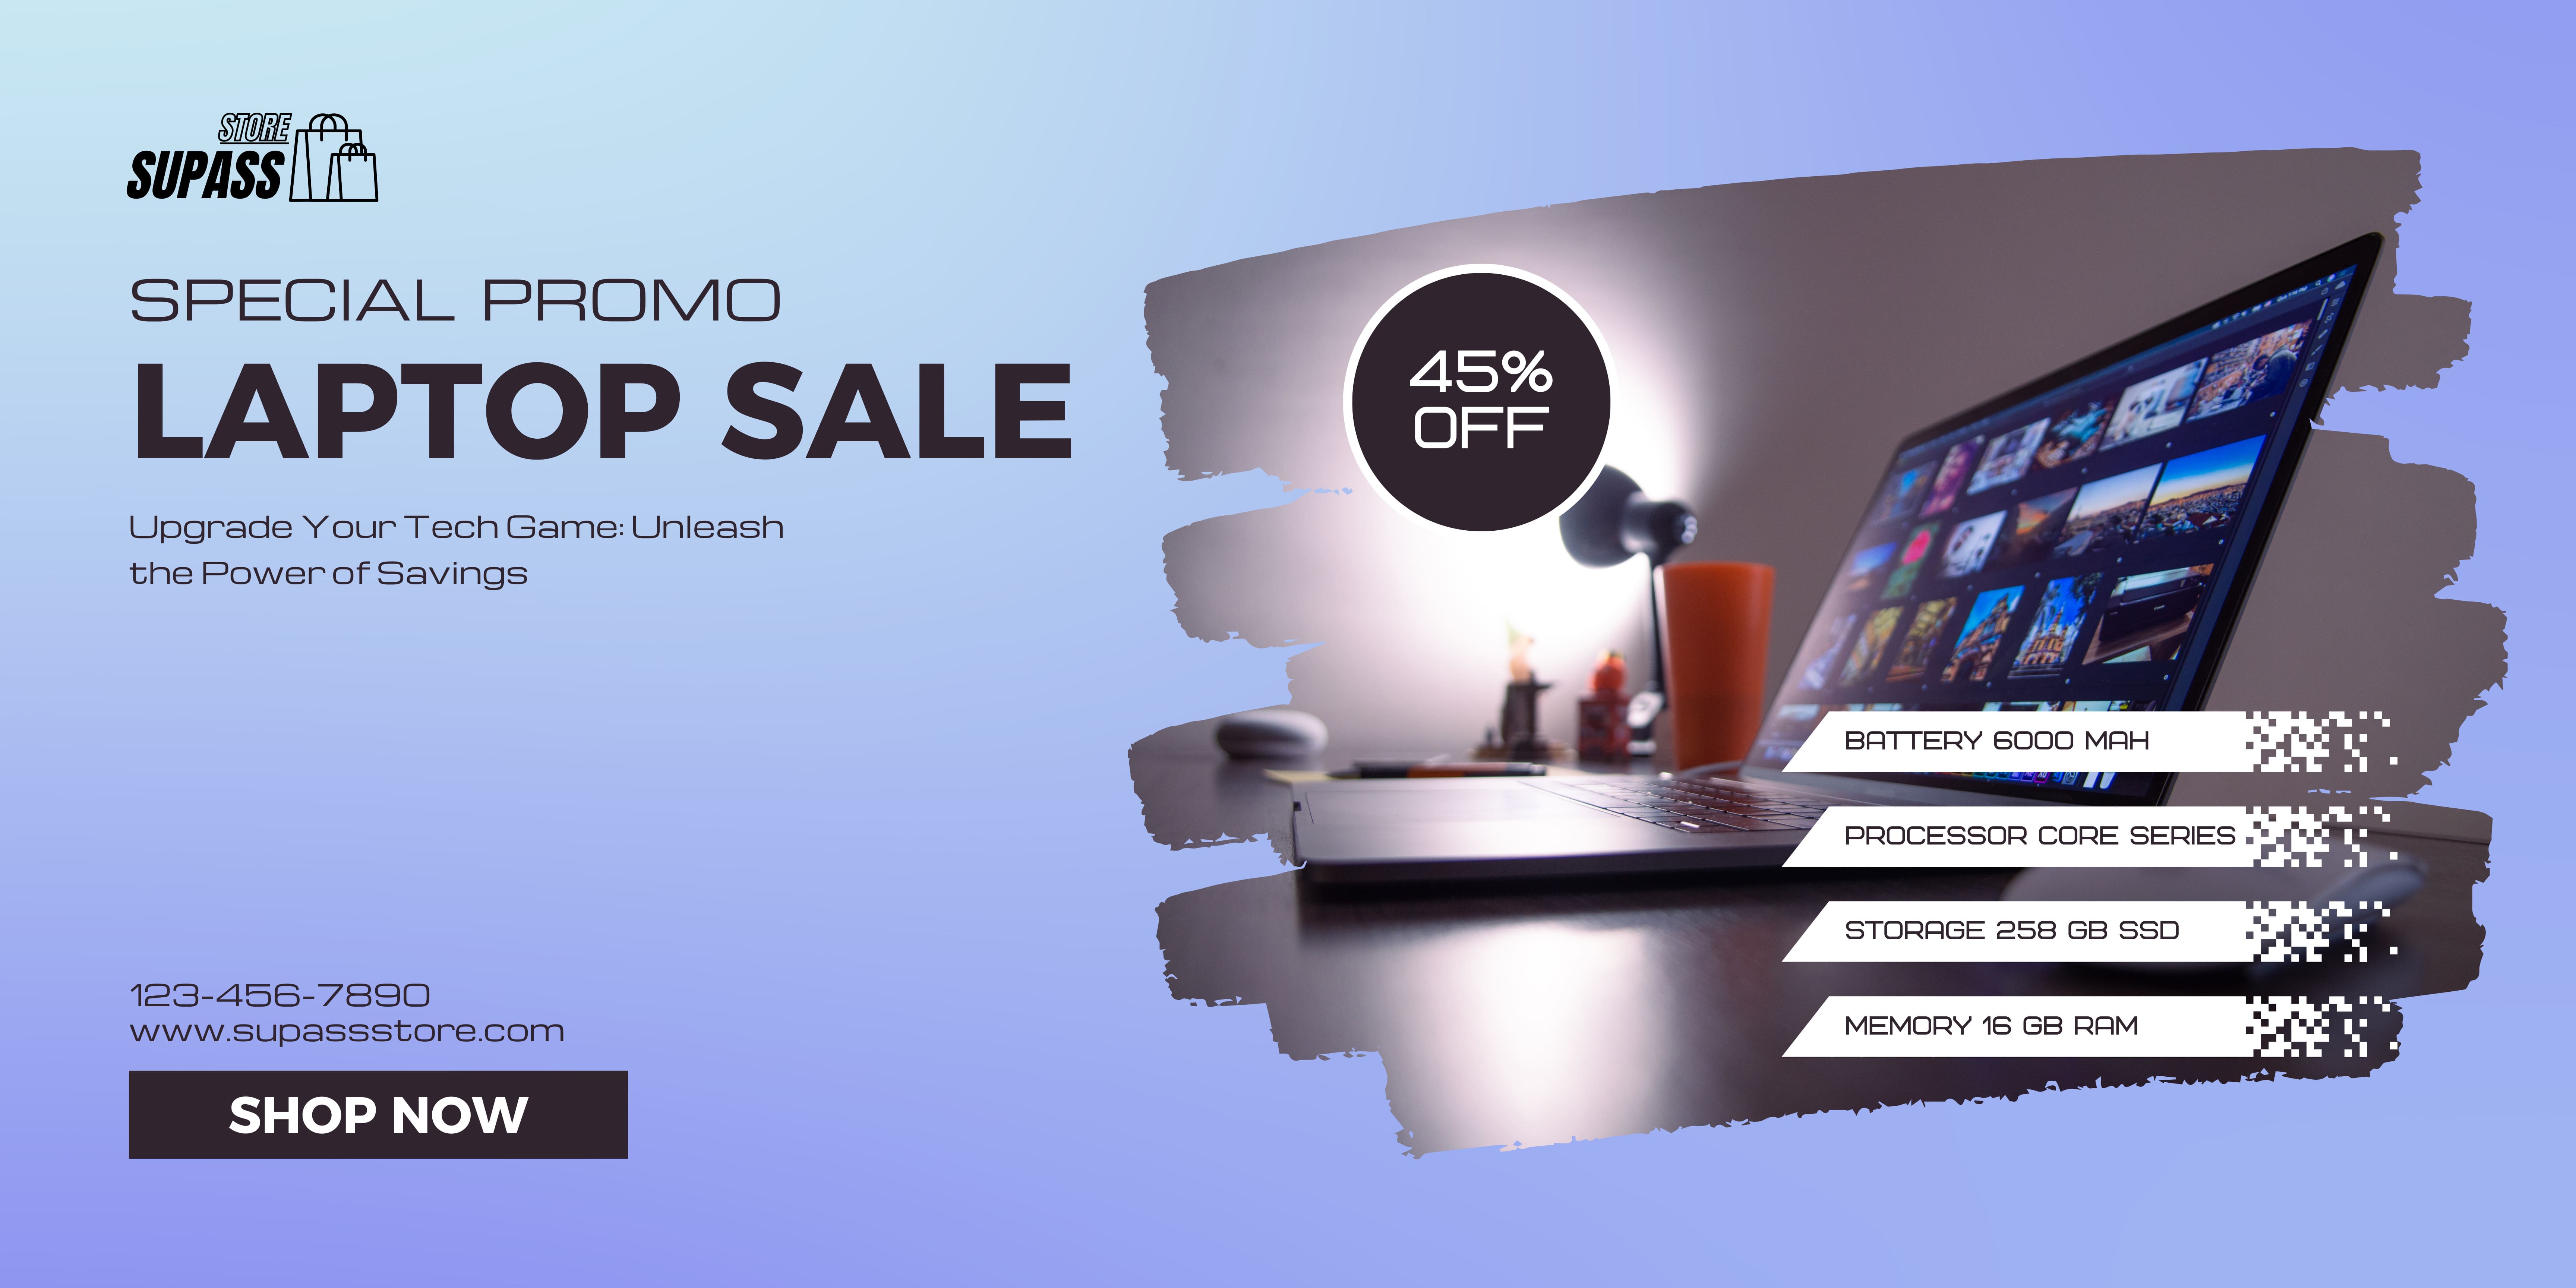 STORE
SUPASS
SPECIAL PROMO
LAPTOP SALE
Upgrade Your Tech Game: Unleash
the Power of Savings
45%
OFF
BATTERY 6000 MAH
PROCESSOR CORE SERIES
STORAGE 258 GB SSD
MEMORY 16 GB RAM
123-456-7890
www.supassstore.com
SHOP NOW